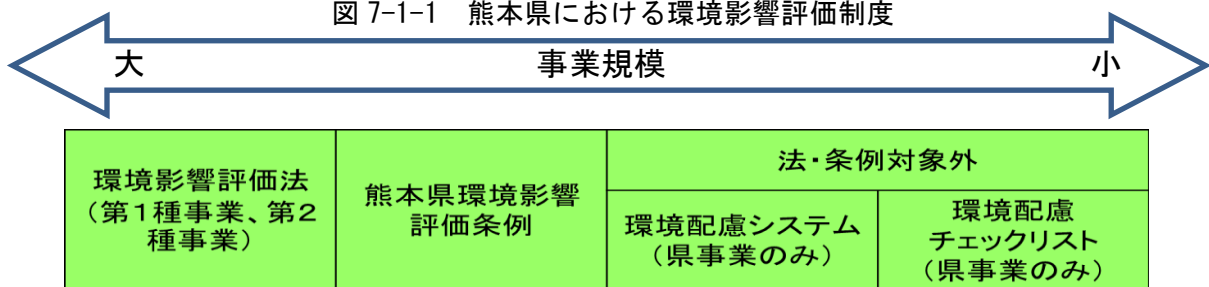 図 7-1-1 熊本県における環境影響評価制度
大 事業規模 小
環境影響評価法
(第1種事業、第2
種事業)
熊本県環境影響
評価条例
法・条例対象外
環境配慮システム
(県事業のみ)
環境配慮
チェックリスト
(県事業のみ)